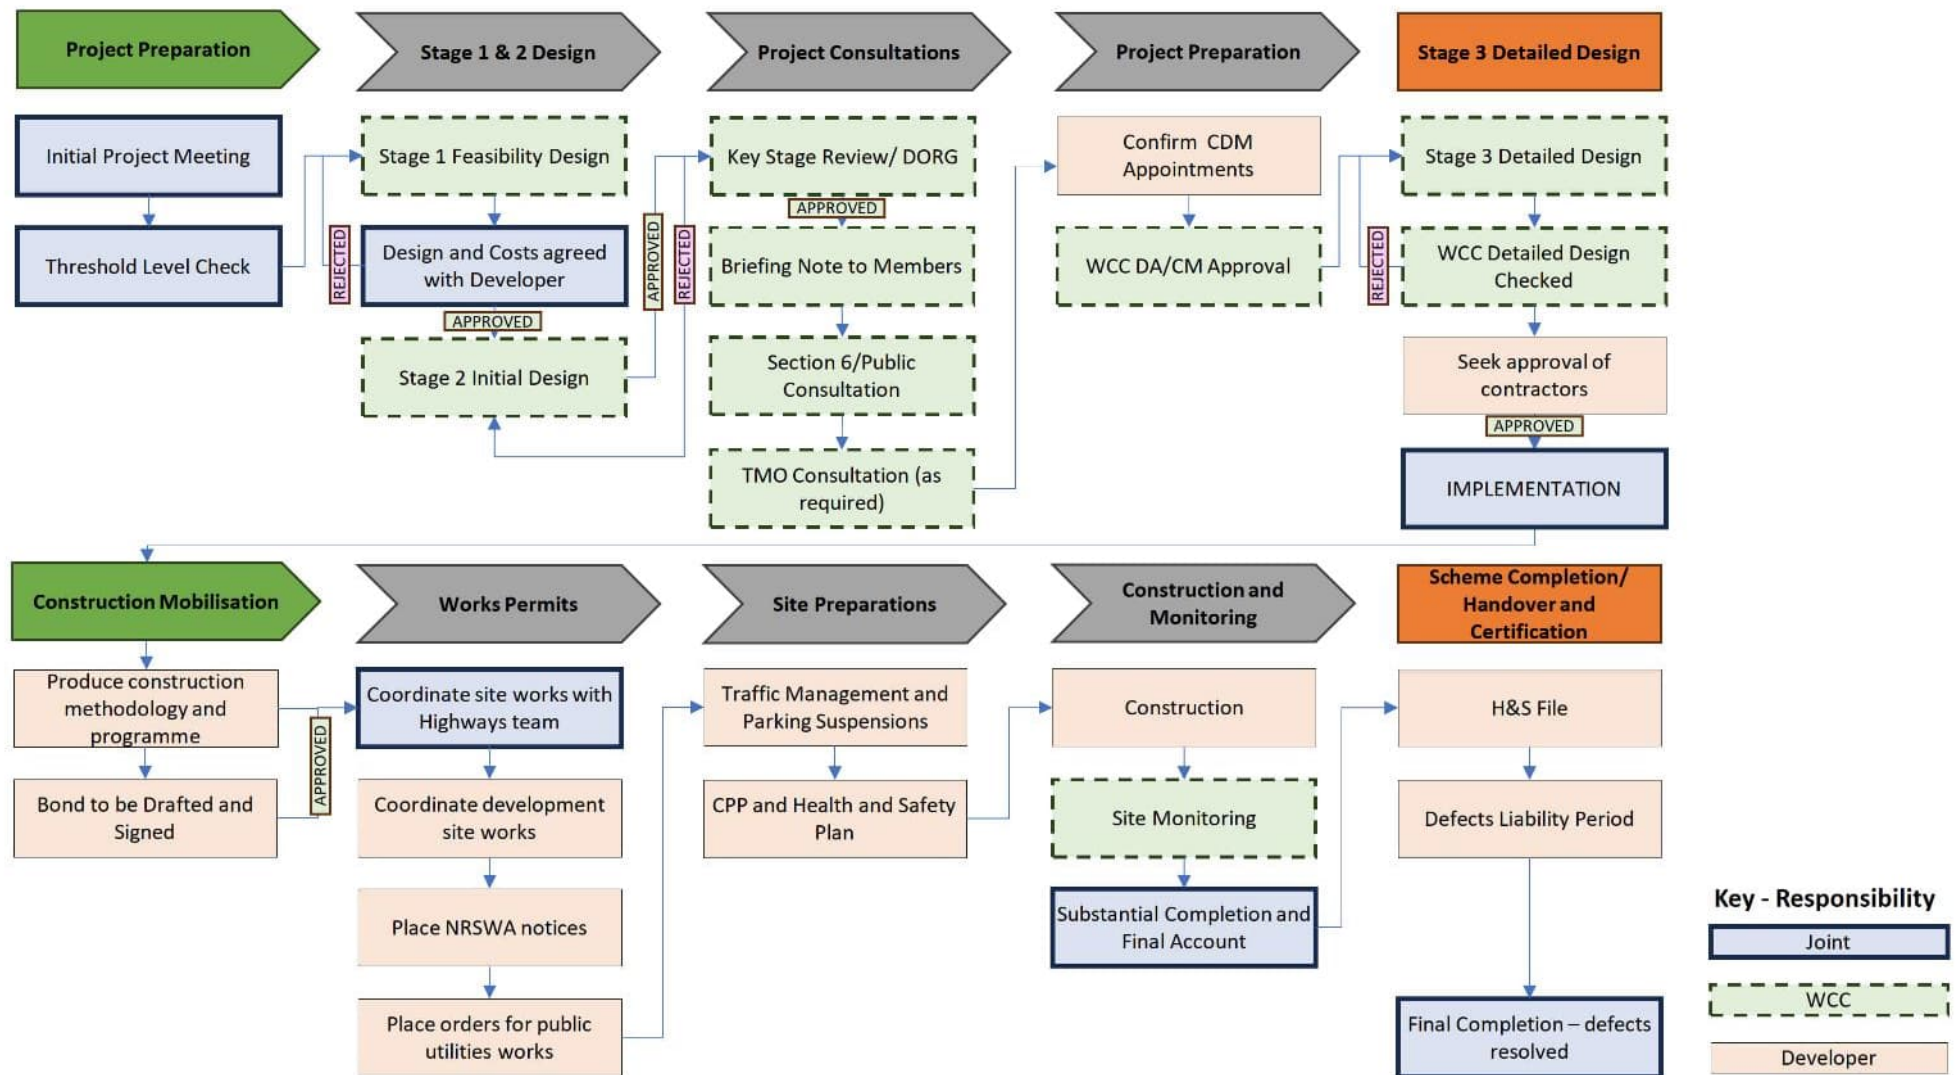 Project Preparation
Stage 1 & 2 Design
Project Consultations
Project Preparation
Stage 3 Detailed Design
Initial Project Meeting
Threshold Level Check
Stage 1 Feasibility Design
REJECTED
Design and Costs agreed
with Developer
APPROVED
Stage 2 Initial Design
APPROVED
REJECTED
Key Stage Review/ DORG
APPROVED
Briefing Note to Members
Section 6/Public
Consultation
TMO Consultation (as
required)
Confirm CDM
Appointments
WCC DA/CM Approval
Stage 3 Detailed Design
REJECTED
WCC Detailed Design
Checked
Seek approval of
contractors
APPROVED
IMPLEMENTATION
Construction Mobilisation
Works Permits
Site Preparations
Construction and
Monitoring
Scheme Completion/
Handover and
Certification
Produce construction
methodology and
programme
Bond to be Drafted and
Signed
APPROVED
Coordinate site works with
Highways team
Coordinate development
site works
Place NRSWA notices
Place orders for public
utilities works
Traffic Management and
Parking Suspensions
CPP and Health and Safety
Plan
Construction
Site Monitoring
Substantial Completion and
Final Account
H&S File
Defects Liability Period
Final Completion – defects
resolved
Key - Responsibility
Joint
WCC
Developer